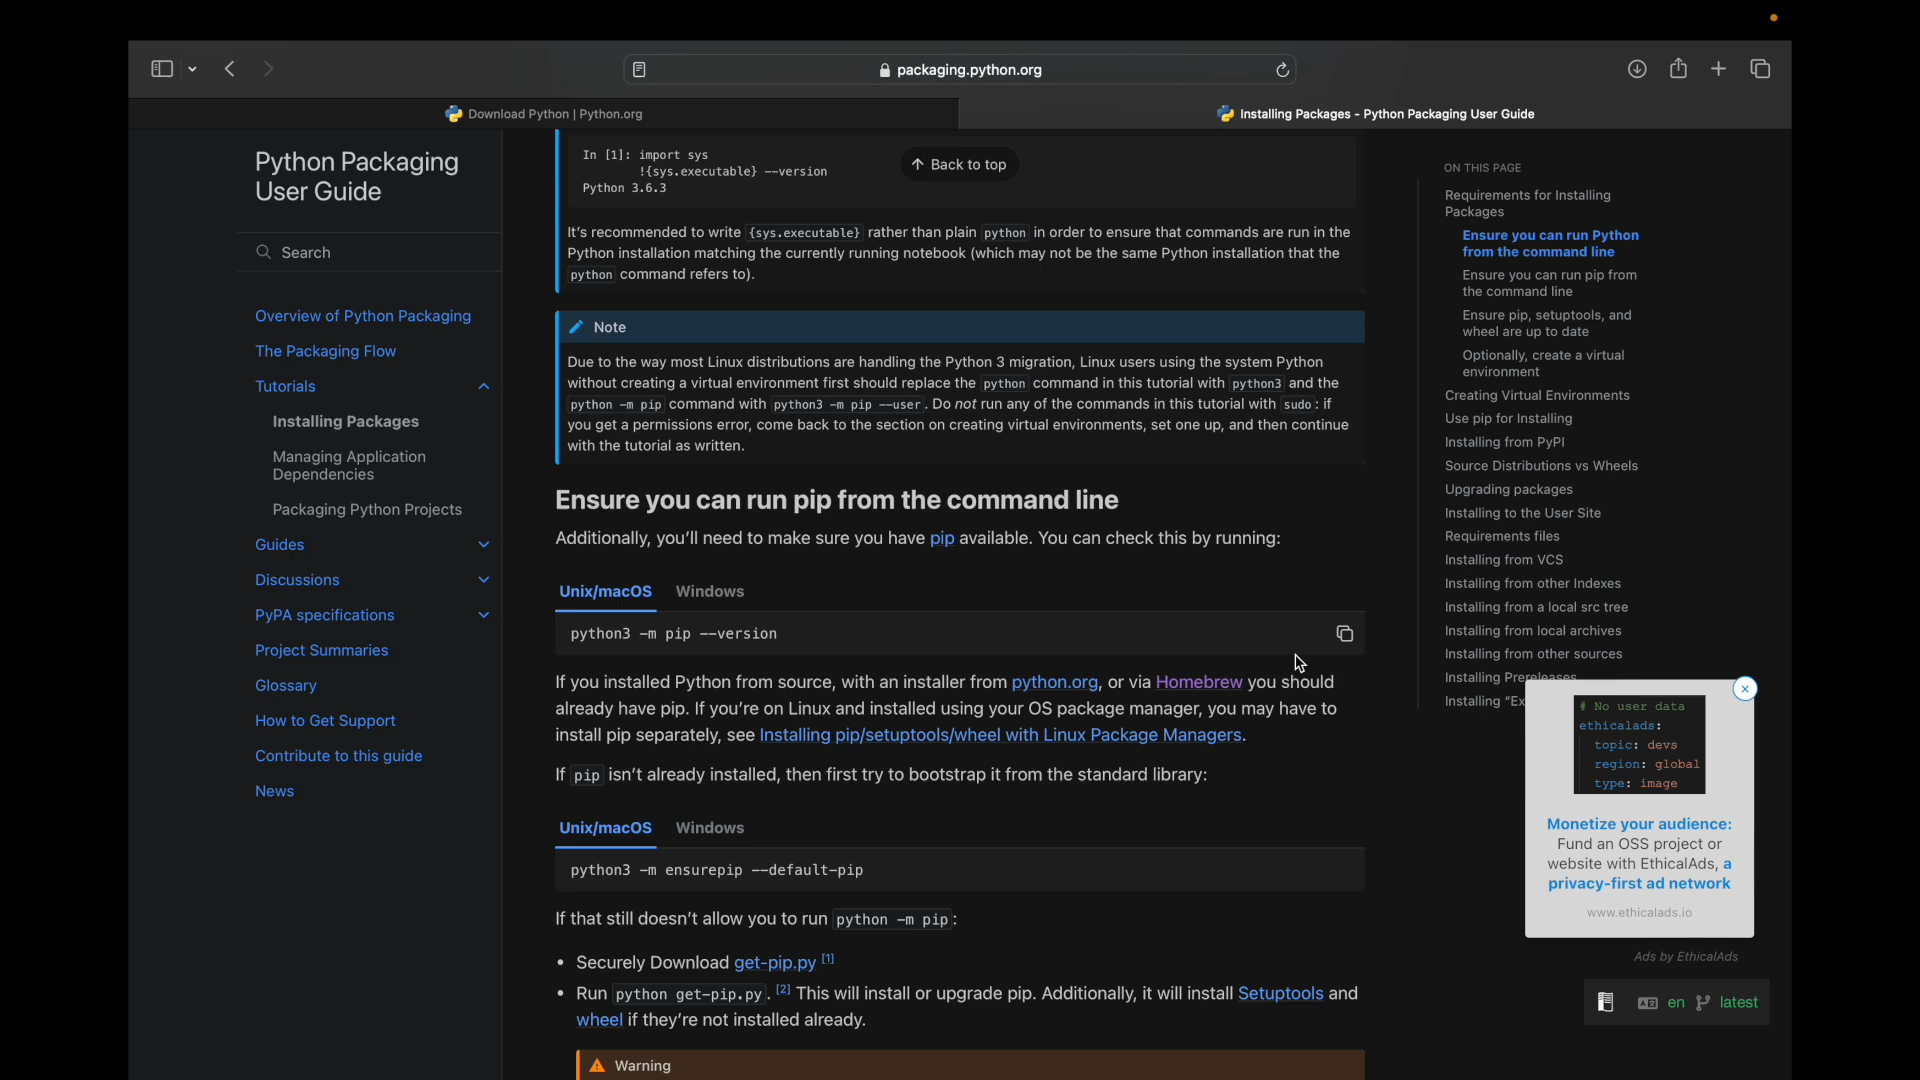 packaging.python.org
Download Python | Python.org
Installing Packages - Python Packaging User Guide
Python Packaging
User Guide
Search
Overview of Python Packaging
The Packaging Flow
Tutorials
Installing Packages
Managing Application
Dependencies
Packaging Python Projects
Guides
Discussions
PyPA specifications
Project Summaries
Glossary
How to Get Support
Contribute to this guide
News
In [1]: import sys
!{sys.executable} --version
Python 3.6.3
Back to top
It's recommended to write {sys.executable} rather than plain python in order to ensure that commands are run in the
Python installation matching the currently running notebook (which may not be the same Python installation that the
python command refers to).
Note
Due to the way most Linux distributions are handling the Python 3 migration, Linux users using the system Python
without creating a virtual environment first should replace the python command in this tutorial with python3 and the
python -m pip command with python3 -m pip --user. Do not run any of the commands in this tutorial with sudo: if
you get a permissions error, come back to the section on creating virtual environments, set one up, and then continue
with the tutorial as written.
Ensure you can run pip from the command line
Additionally, you'll need to make sure you have pip available. You can check this by running:
Unix/macOS Windows
python3 -m pip --version
If you installed Python from source, with an installer from python.org, or via Homebrew you should
already have pip. If you're on Linux and installed using your OS package manager, you may have to
install pip separately, see Installing pip/setuptools/wheel with Linux Package Managers.
If pip isn't already installed, then first try to bootstrap it from the standard library:
Unix/macOS Windows
python3 -m ensurepip --default-pip
If that still doesn't allow you to run python -m pip:
• Securely Download get-pip.py [1]
• Run python get-pip.py. [2] This will install or upgrade pip. Additionally, it will install Setuptools and
wheel if they're not installed already.
Warning
ON THIS PAGE
Requirements for Installing
Packages
Ensure you can run Python
from the command line
Ensure you can run pip from
the command line
Ensure pip, setuptools, and
wheel are up to date
Optionally, create a virtual
environment
Creating Virtual Environments
Use pip for Installing
Installing from PyPI
Source Distributions vs Wheels
Upgrading packages
Installing to the User Site
Requirements files
Installing from VCS
Installing from other Indexes
Installing from a local src tree
Installing from local archives
Installing from other sources
Installing Prereleases
Installing "Ex
# No user data
ethicalads:
topic: devs
region: global
type: image
Monetize your audience:
Fund an OSS project or
website with EthicalAds, a
privacy-first ad network
www.ethicalads.io
Ads by EthicalAds
en latest